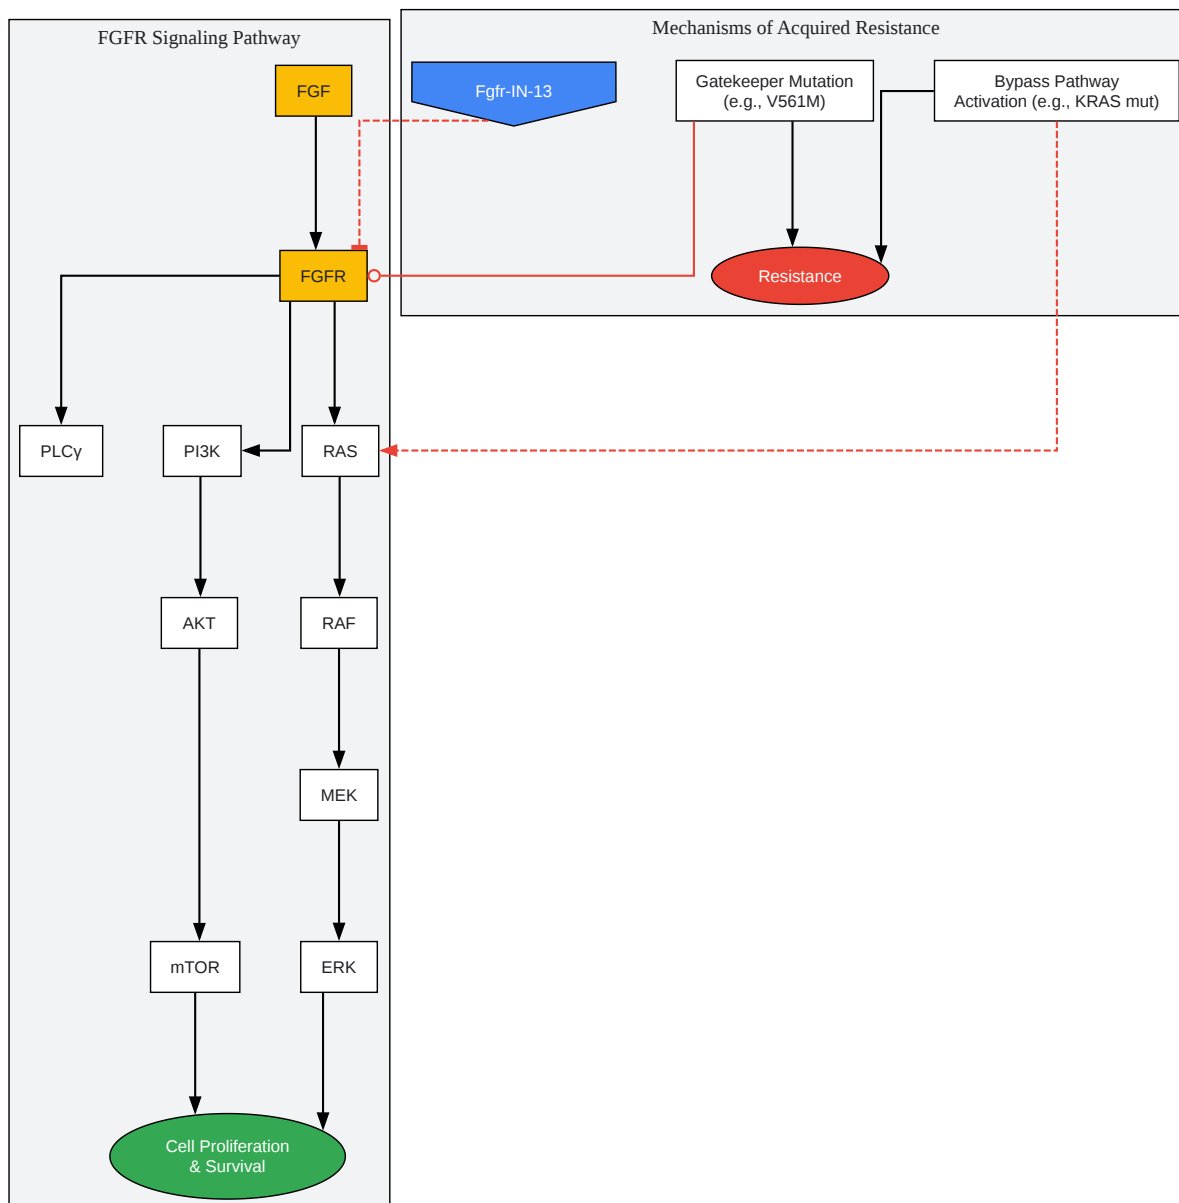 FGFR Signaling Pathway
FGF
FGFR
PLCγ
PI3K
RAS
AKT
RAF
MEK
mTOR
ERK
Cell Proliferation
& Survival
Mechanisms of Acquired Resistance
Fgfr-IN-13
Gatekeeper Mutation
(e.g., V561M)
Bypass Pathway
Activation (e.g., KRAS mut)
Resistance